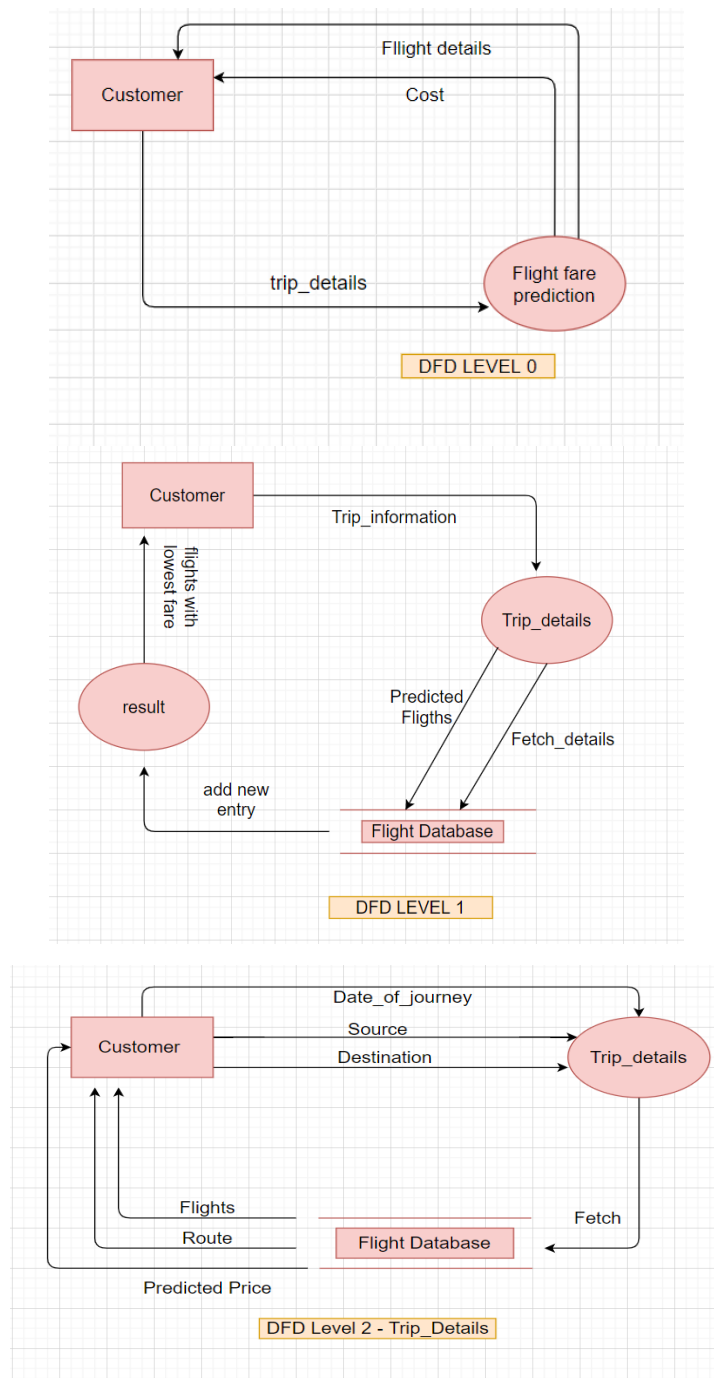 Fllight details
Customer
Cost
Flight fare
prediction
trip_details
DFD LEVEL 0
Customer
Trip_information
flights with
lowest fare
Trip_details
result
Predicted
Fligths
Fetch_details
add new
entry
Flight Database
DFD LEVEL 1
Date_of_journey
Source
Customer
Destination
Trip_details
Flights
Fetch
Route
Flight Database
Predicted Price
DFD Level 2 - Trip_Details